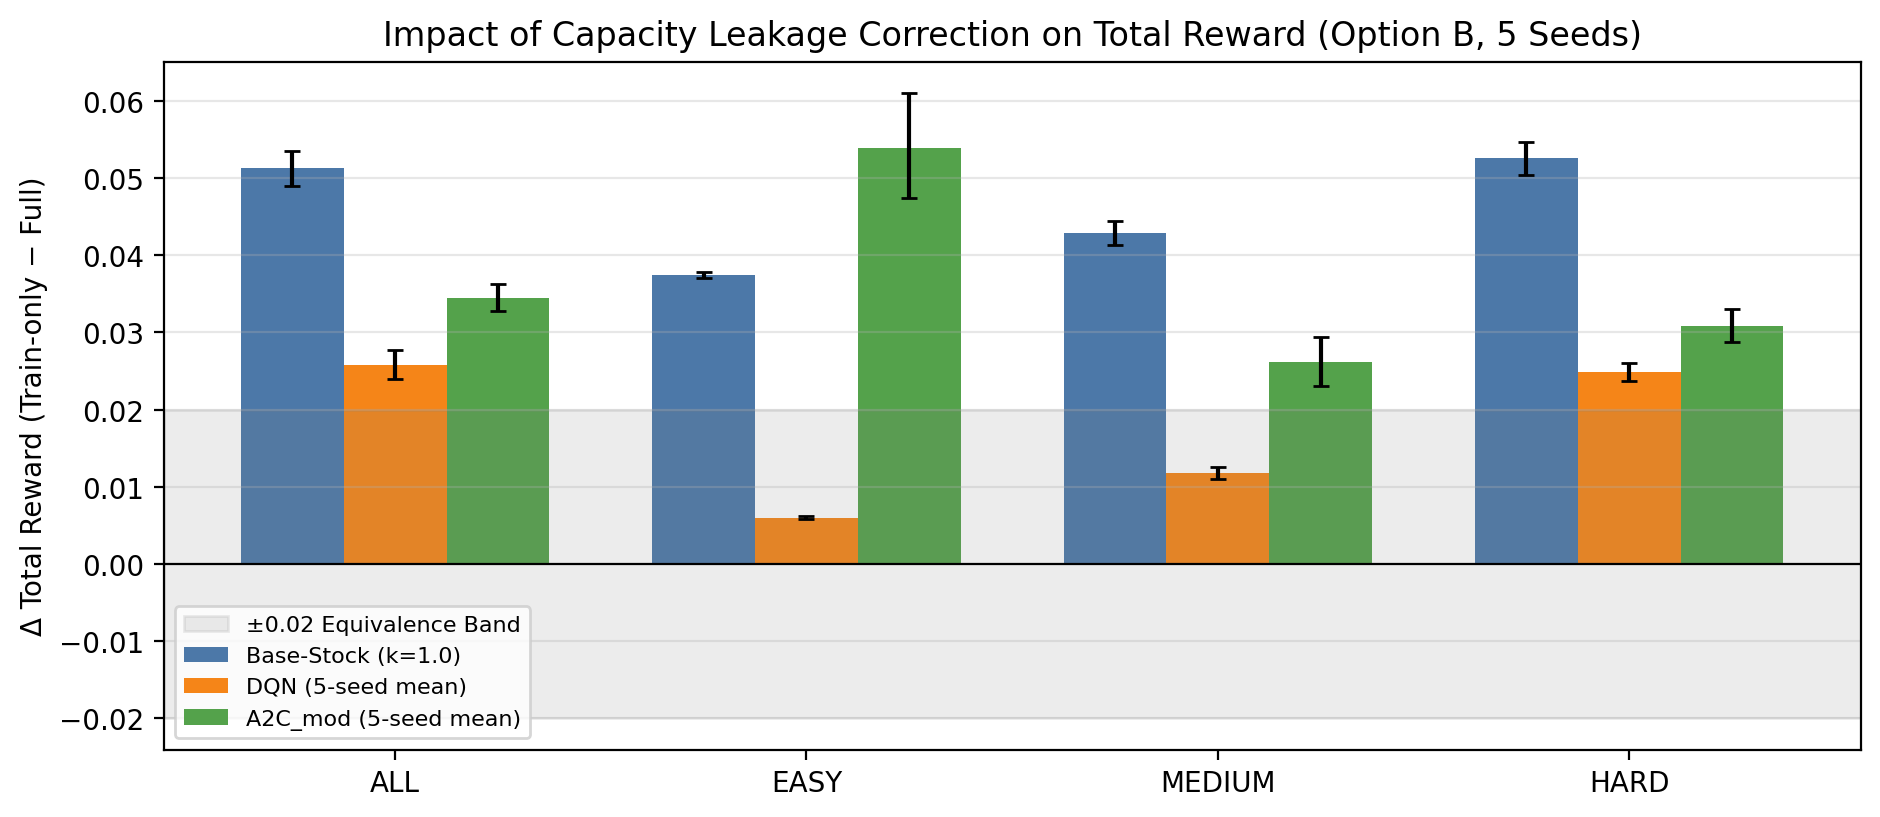 Impact of Capacity Leakage Correction on Total Reward (Option B, 5 Seeds)
Δ Total Reward (Train-only − Full)
0.06
0.05
0.04
0.03
0.02
0.01
0.00
−0.01
−0.02
±0.02 Equivalence Band
Base-Stock (k=1.0)
DQN (5-seed mean)
A2C_mod (5-seed mean)
ALL
EASY
MEDIUM
HARD